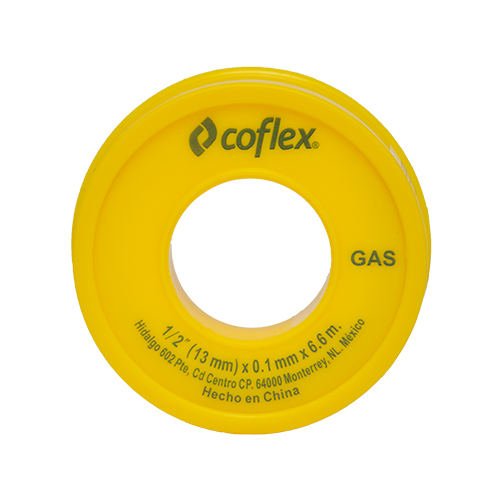 coflex®
GAS
1/2" (13 mm) x 0.1 mm x 6.6 m.
Hidalgo 602 Pte, Cd Centro CP. 64000 Monterrey, NL. México
Hecho en China